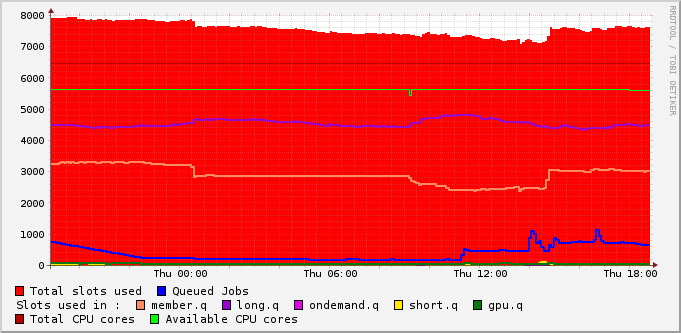 8000
7000
6000
5000
4000
3000
2000
1000
0
Thu 00:00 Thu 06:00 Thu 12:00 Thu 18:00
Total slots used Queued Jobs
Slots used in : member.q long.q ondemand.q short.q gpu.q
Total CPU cores Available CPU cores
RRDTOOL / TOBI OETIKER